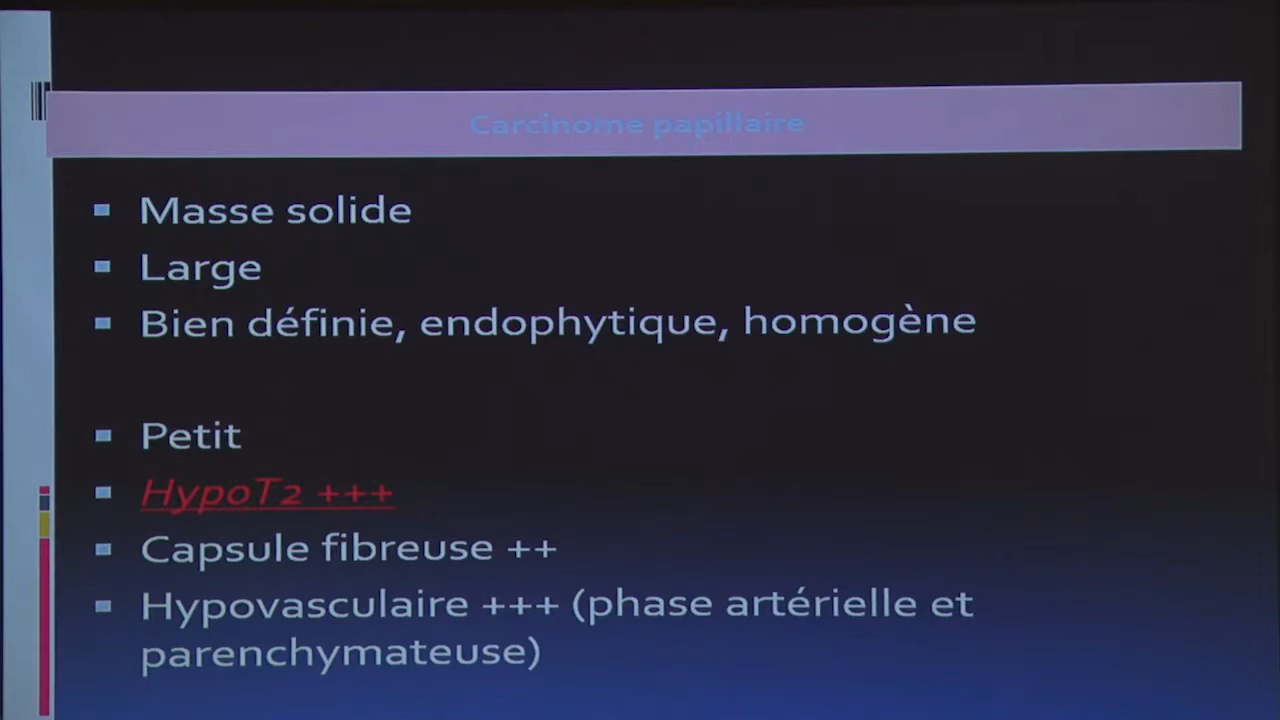 Carcinome papillaire
Masse solide
Large
Bien définie, endophytique, homogène
Petit
HypoT2 +++
Capsule fibreuse ++
Hypovasculaire +++ (phase artérielle et
parenchymateuse)